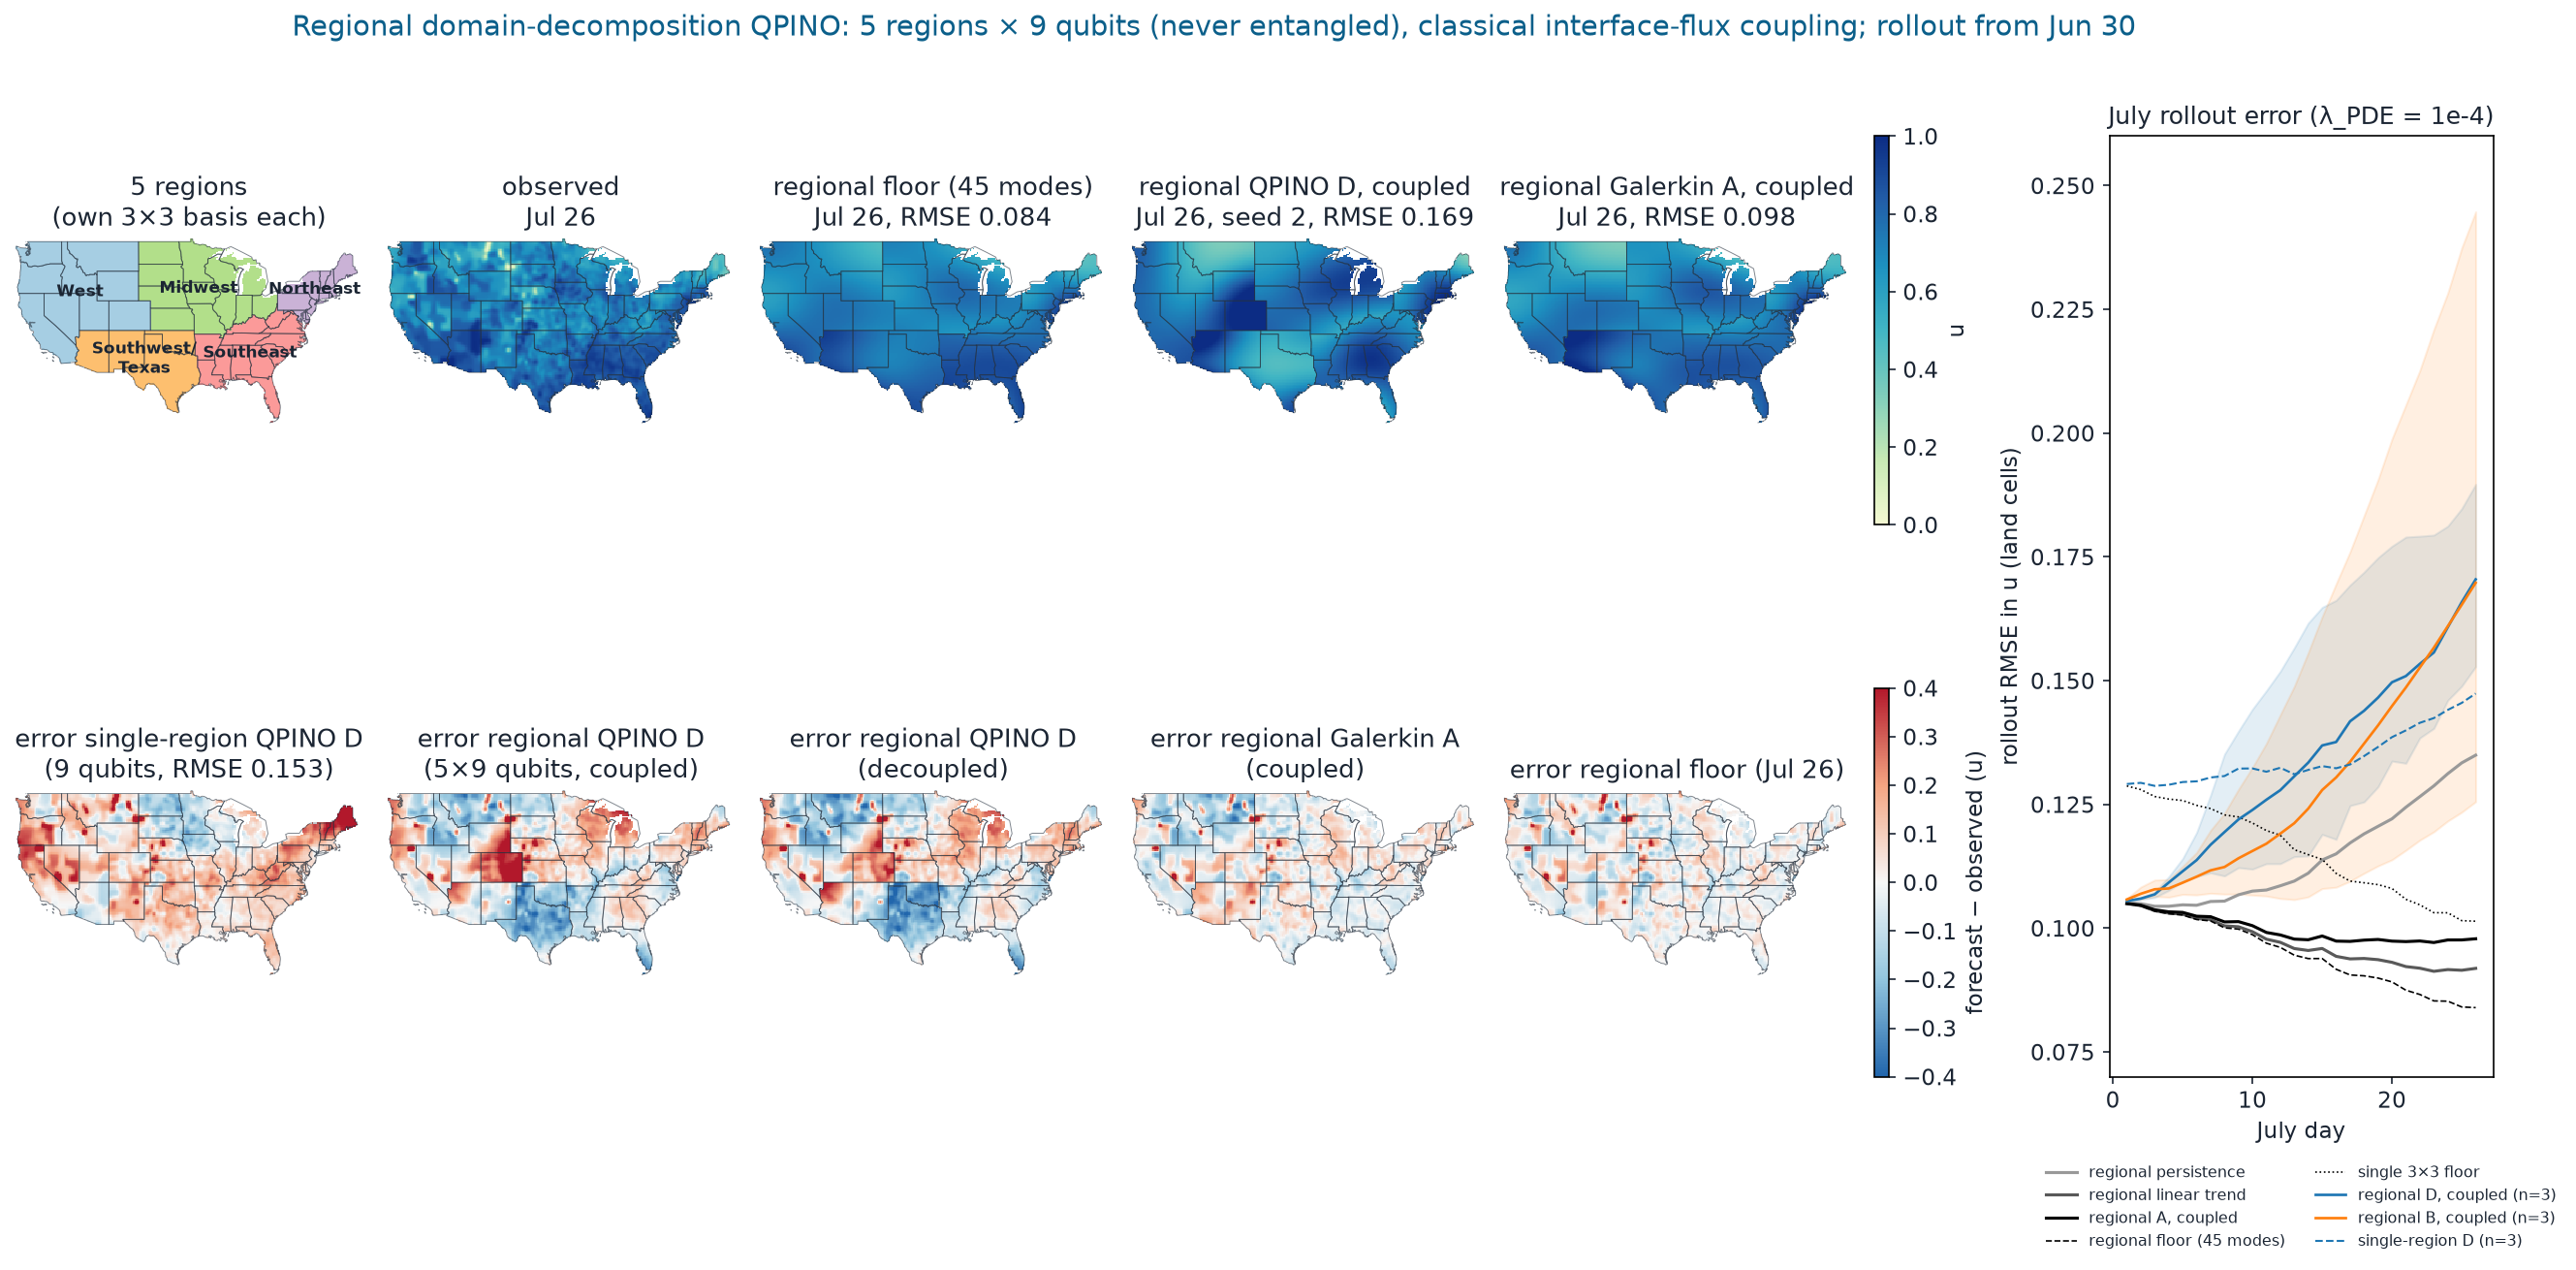 Regional domain-decomposition QPINO: 5 regions × 9 qubits (never entangled), classical interface-flux coupling; rollout from Jun 30
5 regions
(own 3×3 basis each)
West
Midwest
Northeast
Southwest/
Texas
Southeast
observed
Jul 26
regional floor (45 modes)
Jul 26, RMSE 0.084
regional QPINO D, coupled
Jul 26, seed 2, RMSE 0.169
regional Galerkin A, coupled
Jul 26, RMSE 0.098
1.0
0.8
0.6
0.4
0.2
0.0
u
error single-region QPINO D
(9 qubits, RMSE 0.153)
error regional QPINO D
(5×9 qubits, coupled)
error regional QPINO D
(decoupled)
error regional Galerkin A
(coupled)
error regional floor (Jul 26)
0.4
0.3
0.2
0.1
0.0
−0.1
−0.2
−0.3
−0.4
forecast − observed (u)
July rollout error (λ_PDE = 1e-4)
rollout RMSE in u (land cells)
0.250
0.225
0.200
0.175
0.150
0.125
0.100
0.075
0
10
20
July day
regional persistence
regional linear trend
regional A, coupled
regional floor (45 modes)
single 3×3 floor
regional D, coupled (n=3)
regional B, coupled (n=3)
single-region D (n=3)